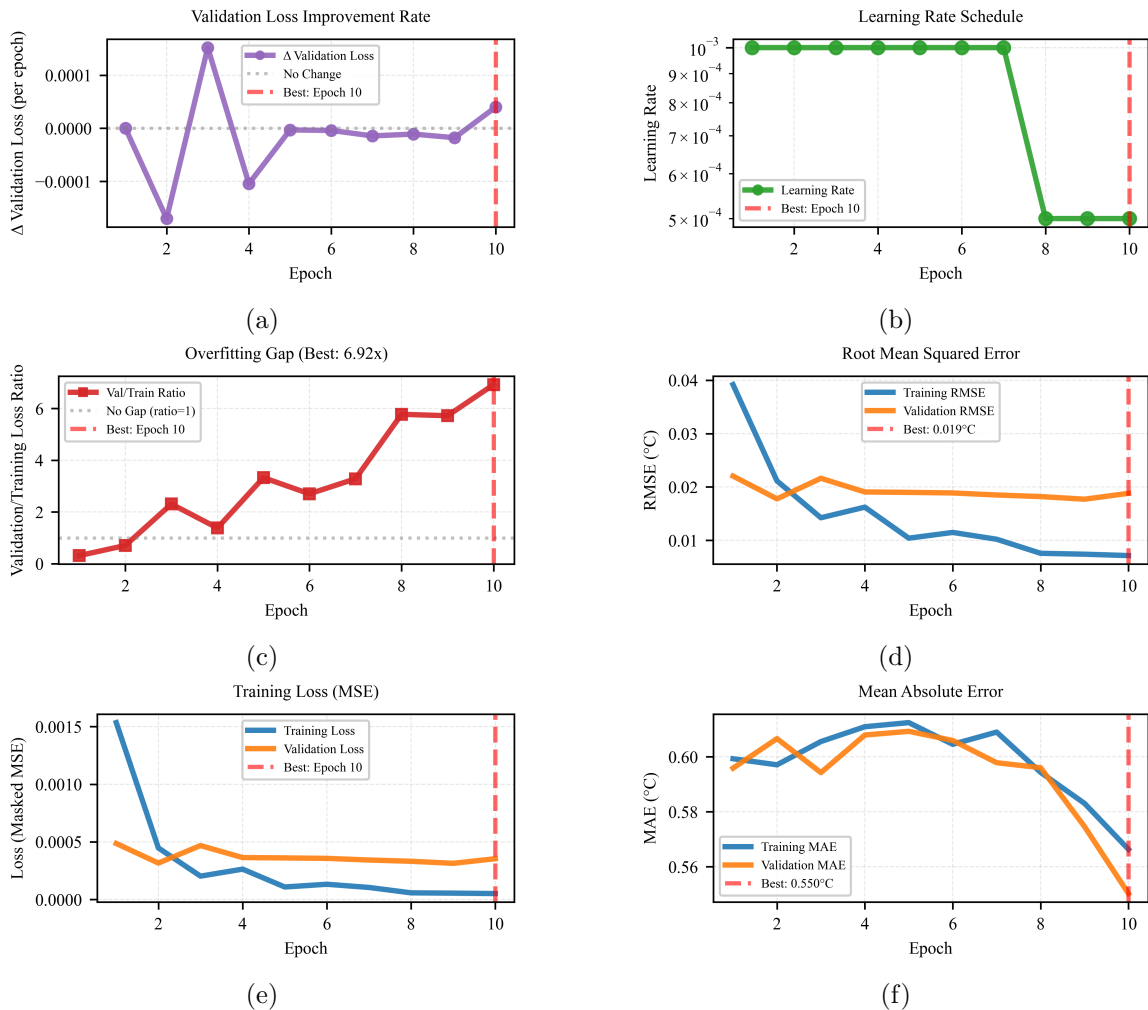 Validation Loss Improvement Rate
Δ Validation Loss (per epoch)
0.0001
0.0000
−0.0001
Δ Validation Loss
No Change
Best: Epoch 10
2 4 6 8 10
Epoch
(a)
Learning Rate Schedule
Learning Rate
10⁻³
9 × 10⁻⁴
8 × 10⁻⁴
7 × 10⁻⁴
6 × 10⁻⁴
5 × 10⁻⁴
Learning Rate
Best: Epoch 10
2 4 6 8 10
Epoch
(b)
Overfitting Gap (Best: 6.92x)
Validation/Training Loss Ratio
6
4
2
0
Val/Train Ratio
No Gap (ratio=1)
Best: Epoch 10
2 4 6 8 10
Epoch
(c)
Root Mean Squared Error
RMSE (°C)
0.04
0.03
0.02
0.01
Training RMSE
Validation RMSE
Best: 0.019°C
2 4 6 8 10
Epoch
(d)
Training Loss (MSE)
Loss (Masked MSE)
0.0015
0.0010
0.0005
0.0000
Training Loss
Validation Loss
Best: Epoch 10
2 4 6 8 10
Epoch
(e)
Mean Absolute Error
MAE (°C)
0.60
0.58
0.56
Training MAE
Validation MAE
Best: 0.550°C
2 4 6 8 10
Epoch
(f)